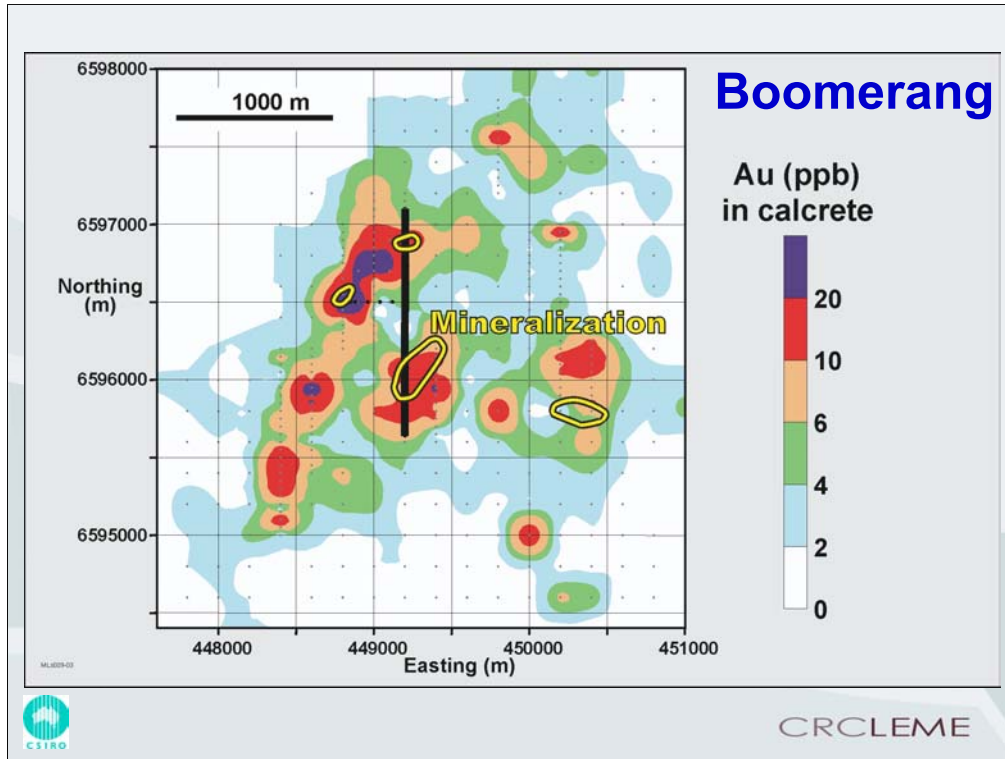 Boomerang
6598000
1000 m
Au (ppb)
in calcrete
6597000
Northing
(m)
20
Mineralization
10
6596000
6
4
6595000
2
0
448000
449000
450000
451000
Easting (m)
CSIRO
CRCLEME